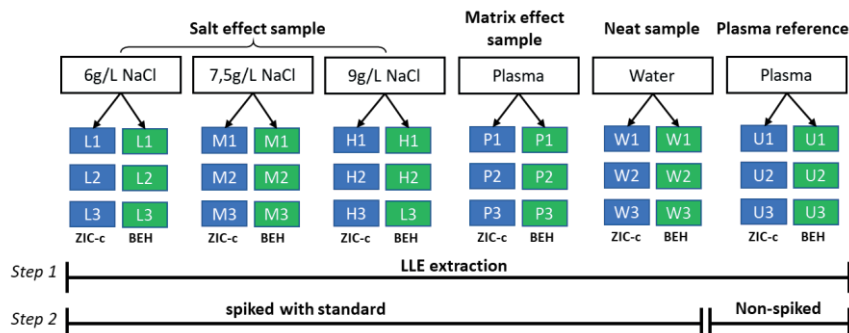 Salt effect sample
Matrix effect
sample
Neat sample
Plasma reference
6g/L NaCl
7,5g/L NaCl
9g/L NaCl
Plasma
Water
Plasma
L1 L1 M1 M1 H1 H1 P1 P1 W1 W1 U1 U1
L2 L2 M2 M2 H2 H2 P2 P2 W2 W2 U2 U2
L3 L3 M3 M3 H3 L3 P3 P3 W3 W3 U3 U3
ZIC-c BEH ZIC-c BEH ZIC-c BEH ZIC-c BEH ZIC-c BEH ZIC-c BEH
Step 1 LLE extraction
Step 2 spiked with standard Non-spiked